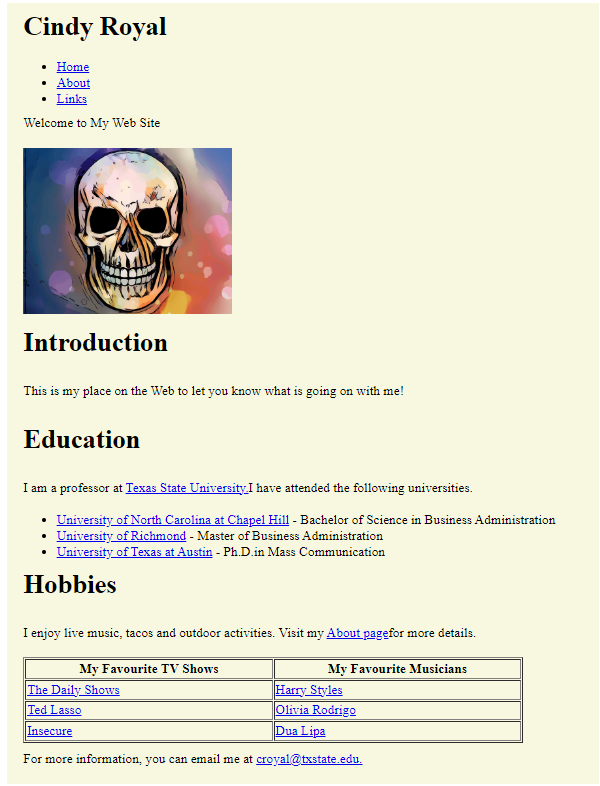 Cindy Royal
Home
About
Links
Welcome to My Web Site
Introduction
This is my place on the Web to let you know what is going on with me!
Education
I am a professor at Texas State University.I have attended the following universities.
University of North Carolina at Chapel Hill - Bachelor of Science in Business Administration
University of Richmond - Master of Business Administration
University of Texas at Austin - Ph.D.in Mass Communication
Hobbies
I enjoy live music, tacos and outdoor activities. Visit my About pagefor more details.
My Favourite TV Shows My Favourite Musicians
The Daily Shows Harry Styles
Ted Lasso Olivia Rodrigo
Insecure Dua Lipa
For more information, you can email me at croyal@txstate.edu.